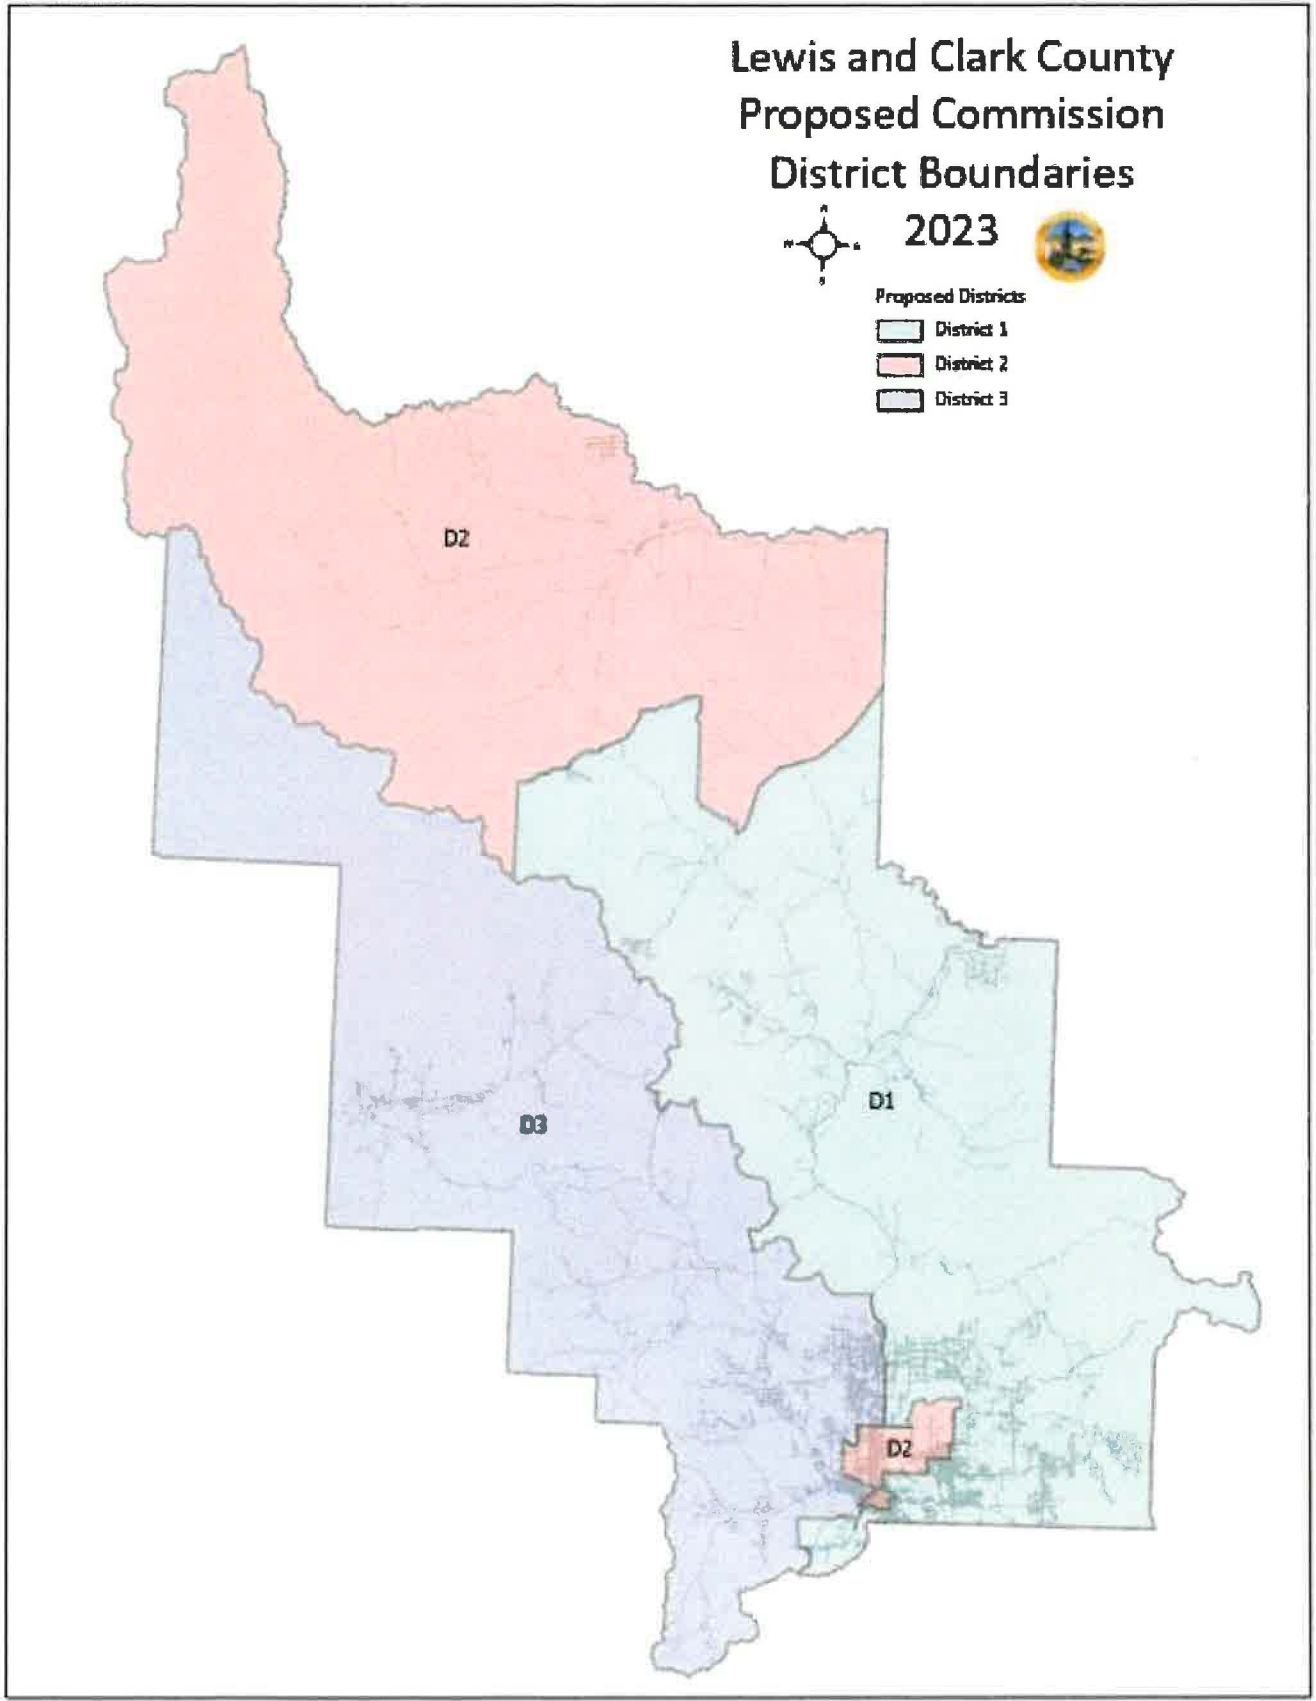 Lewis and Clark County
Proposed Commission
District Boundaries
2023
Proposed Districts
District 1
District 2
District 3
D2
D1
D3
D2